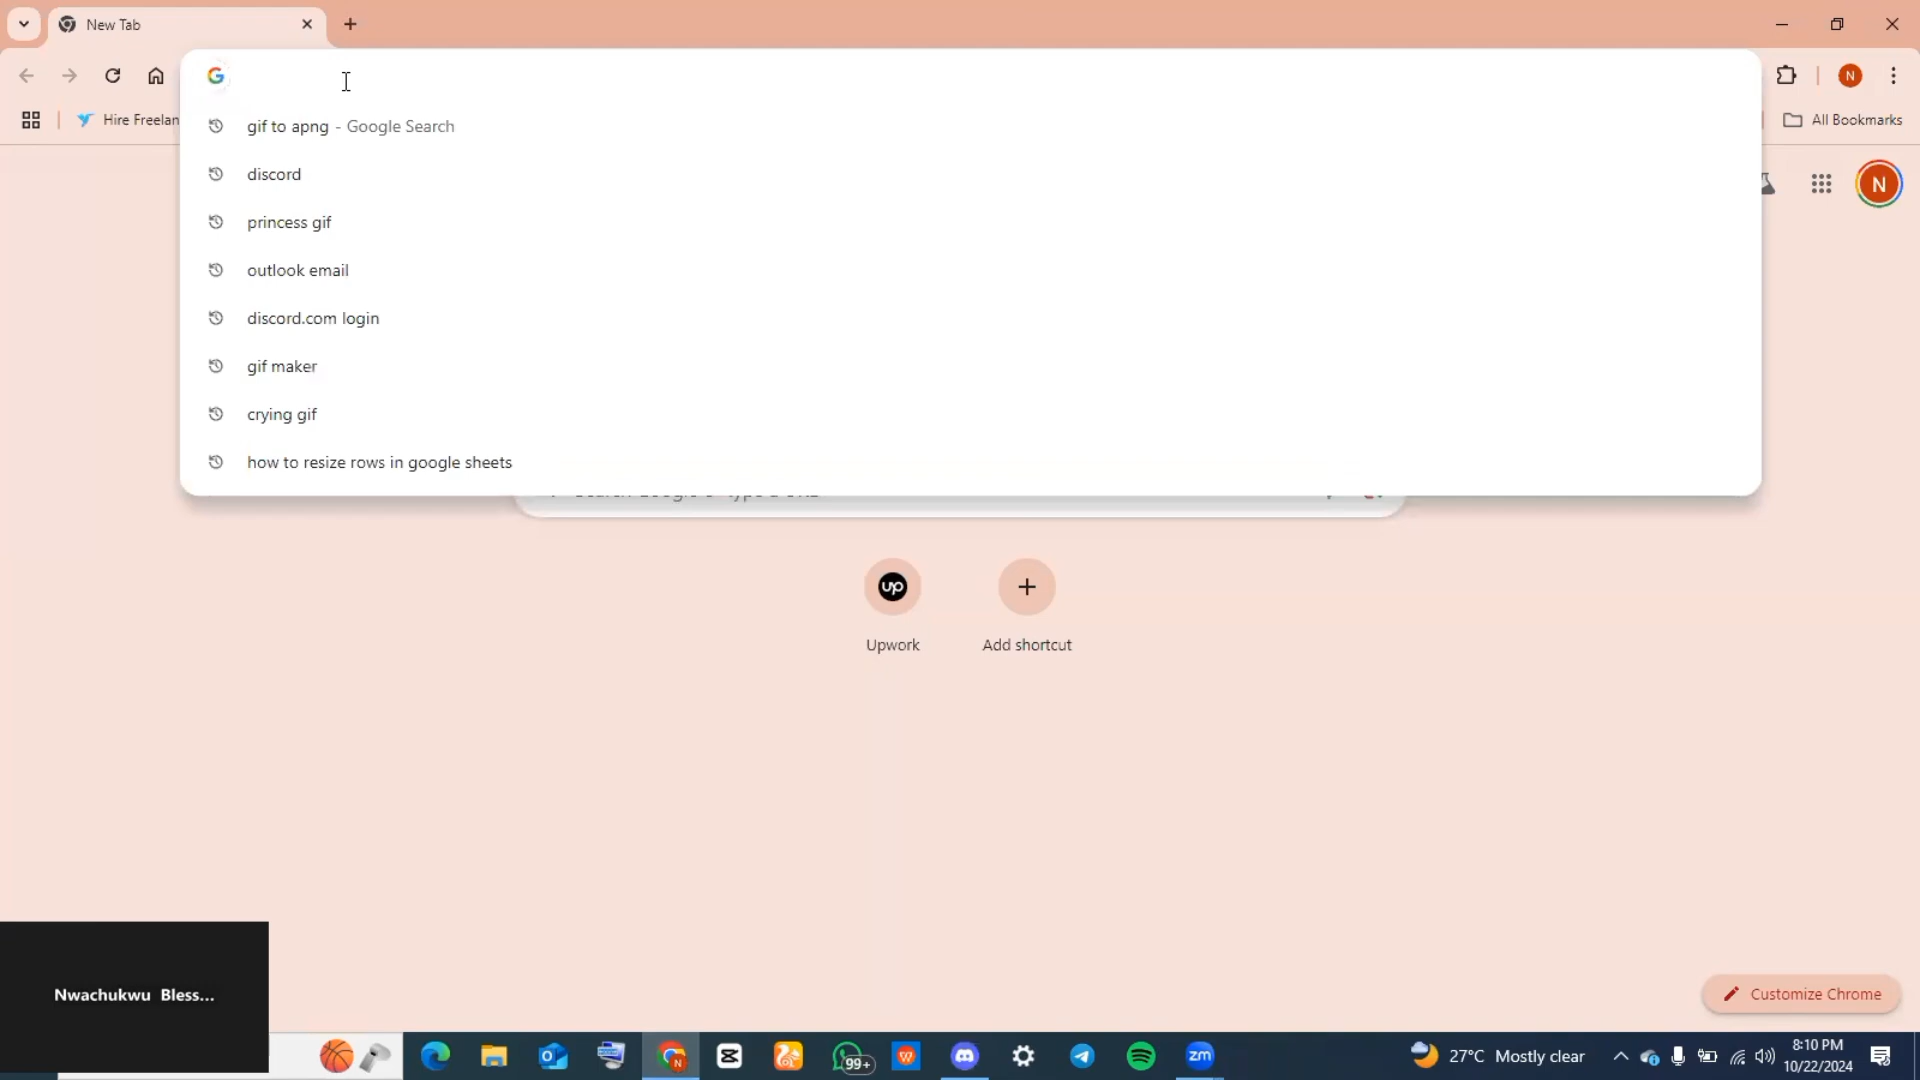 New Tab
N
Hire Freelan
All Bookmarks
gif to apng - Google Search
discord
N
princess gif
outlook email
discord.com login
gif maker
crying gif
how to resize rows in google sheets
up
Upwork
Add shortcut
Nwachukwu Bless...
Customize Chrome
99+
zm
27°C Mostly clear
8:10 PM
10/22/2024